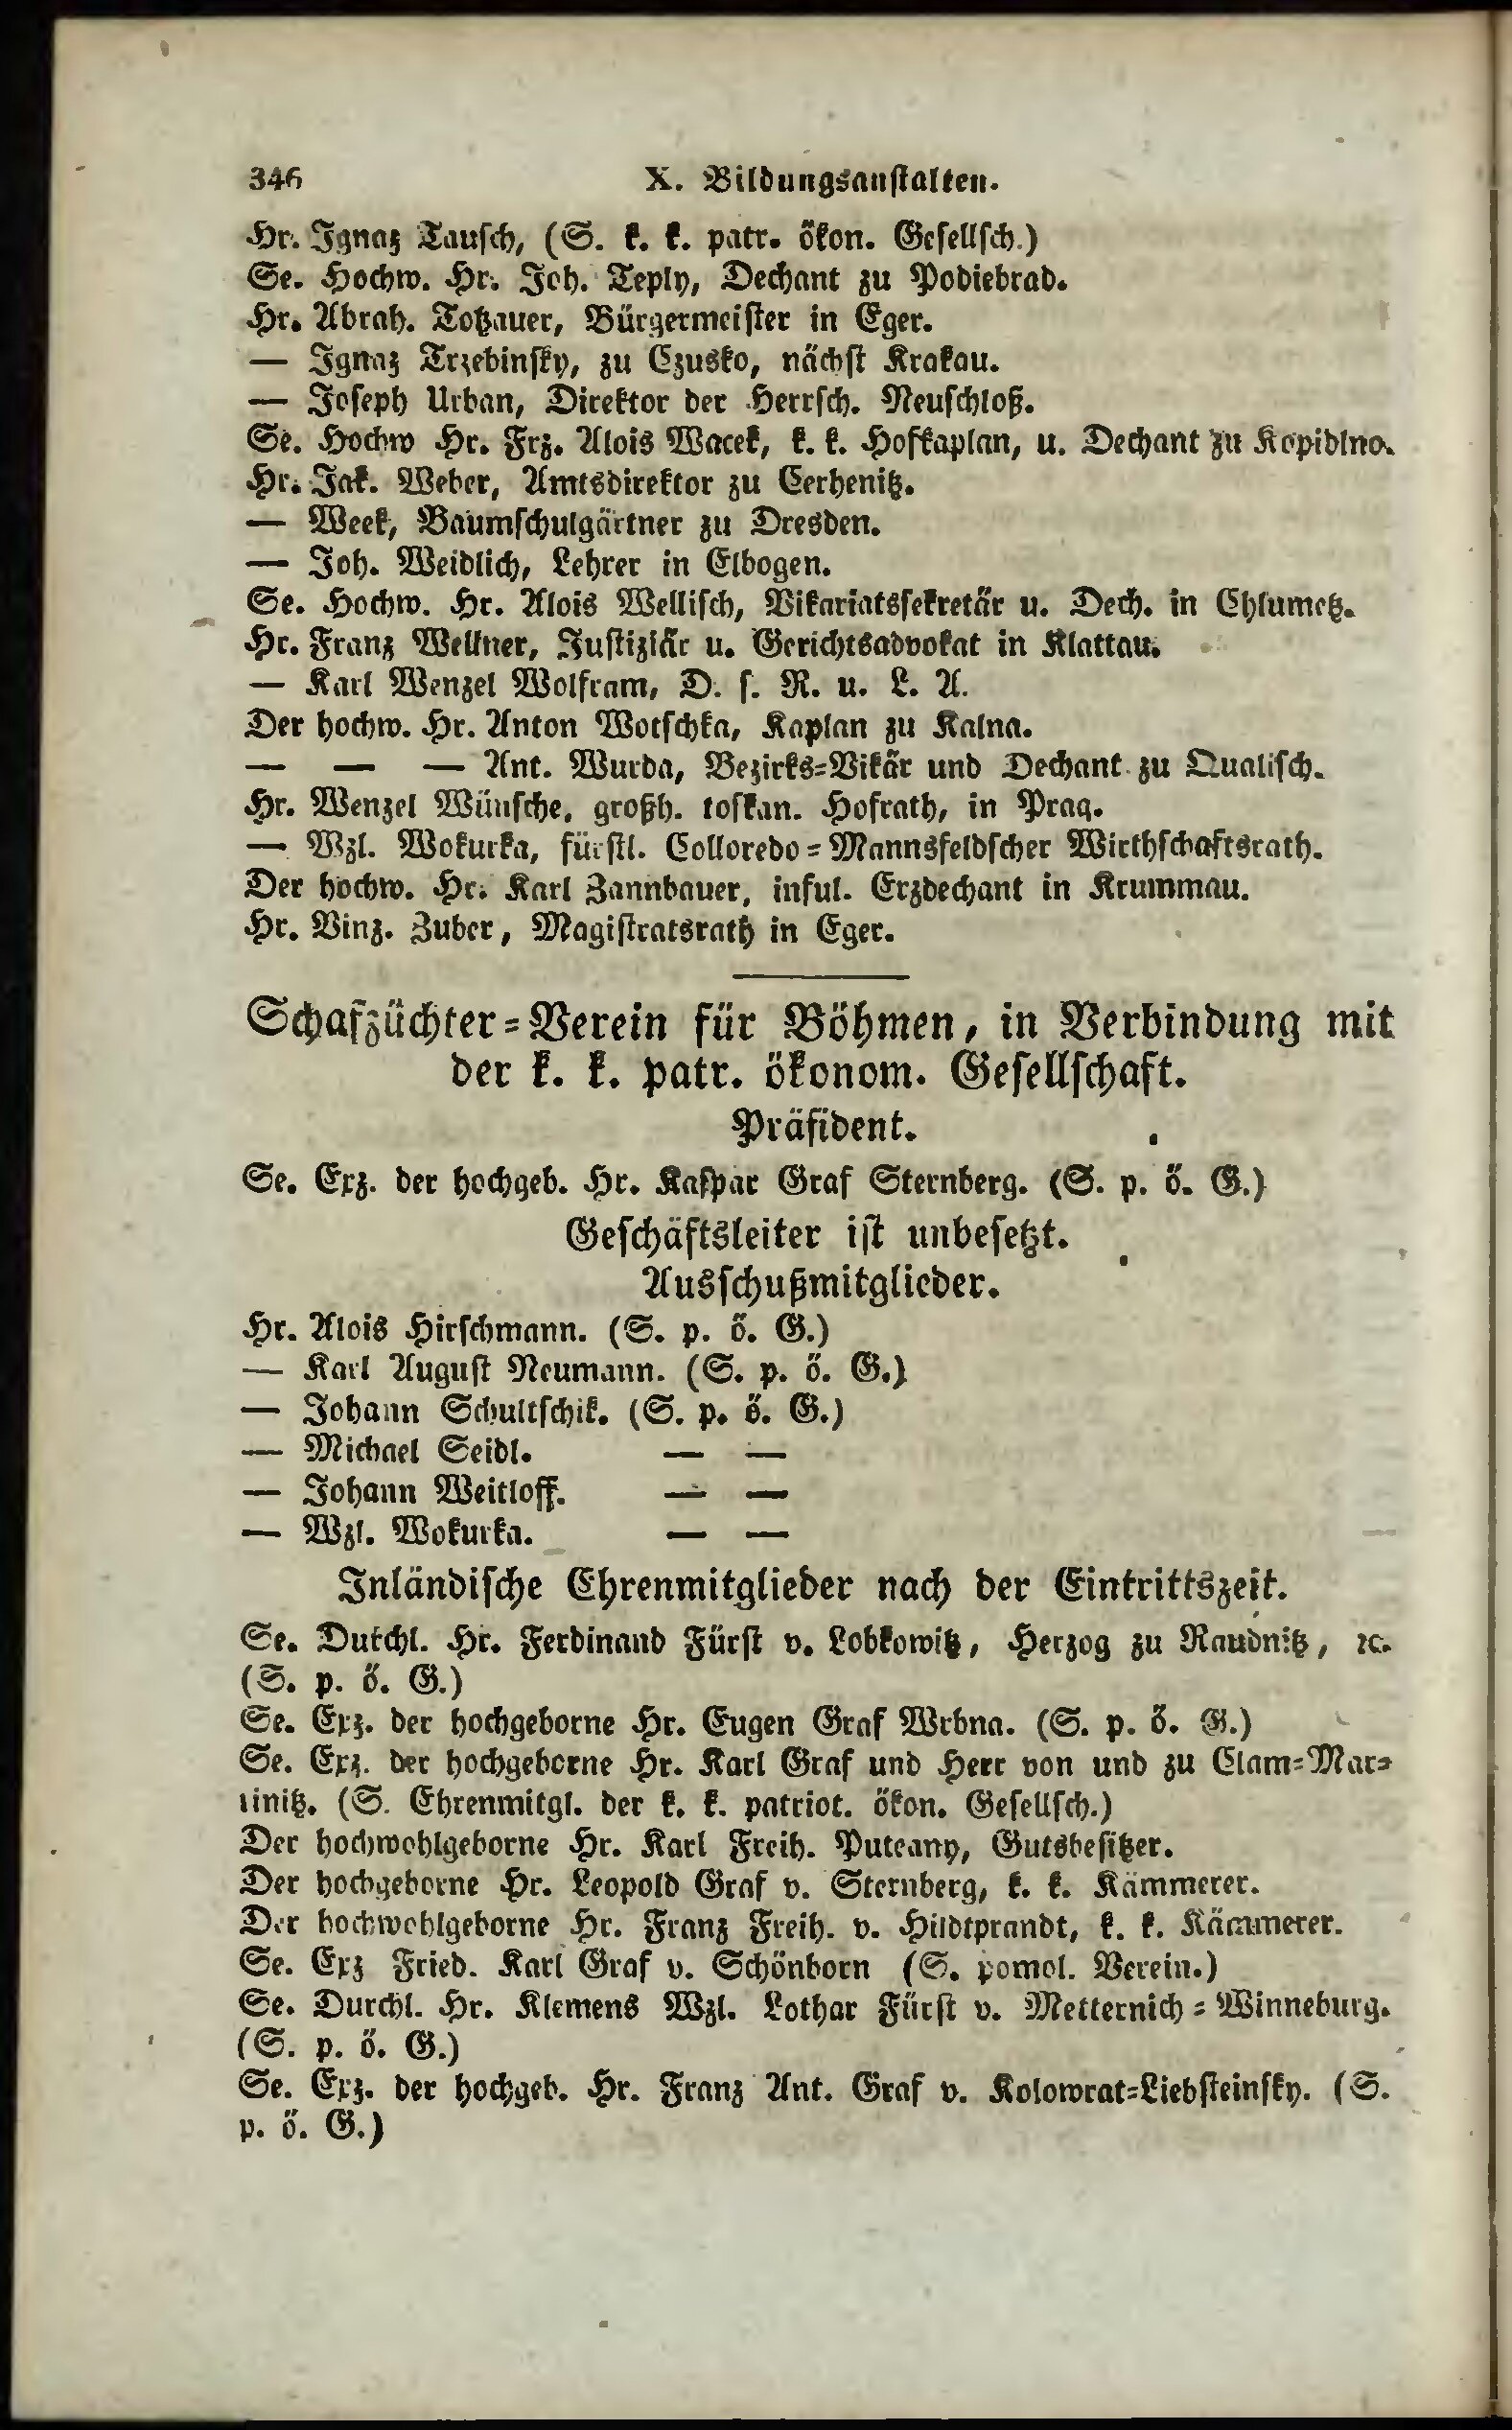 346 X. Bildungsanstalten.
Hr. Ignaz Tausch, (S. k. k. patr. ökon. Gesellsch.)
Se. Hochw. Hr. Joh. Teply, Dechant zu Podiebrad.
Hr. Abrah. Totzauer, Bürgermeister in Eger.
— Ignaz Trzebinsky, zu Czusko, nächst Krakau.
— Joseph Urban, Direktor der Herrsch. Neuschloß.
Se. Hochw Hr. Frz. Alois Wacek, k. k. Hofkaplan, u. Dechant zu Kopidlno.
Hr. Jak. Weber, Amtsdirektor zu Cerhenitz.
— Week, Baumschulgärtner zu Dresden.
— Joh. Weidlich, Lehrer in Elbogen.
Se. Hochw. Hr. Alois Wellisch, Vikariatssekretär u. Dech. in Chlumetz.
Hr. Franz Wellner, Justiziär u. Gerichtsadvokat in Klattau.
— Karl Wenzel Wolfram, D. s. R. u. L. A.
Der hochw. Hr. Anton Wotschka, Kaplan zu Kalna.
— — — Ant. Wurda, Bezirks=Vikär und Dechant zu Qualisch.
Hr. Wenzel Wünsche, großh. toskan. Hofrath, in Prag.
— Wzl. Wokurka, fürstl. Colloredo=Mannsfeldscher Wirthschaftsrath.
Der hochw. Hr. Karl Zannbauer, inful. Erzdechant in Krummau.
Hr. Vinz. Zuber, Magistratsrath in Eger.
Schafzüchter=Verein für Böhmen, in Verbindung mit
der k. k. patr. ökonom. Gesellschaft.
Präsident.
Se. Exz. der hochgeb. Hr. Kaspar Graf Sternberg. (S. p. ö. G.)
Geschäftsleiter ist unbesetzt.
Ausschußmitglieder.
Hr. Alois Hirschmann. (S. p. ö. G.)
— Karl August Neumann. (S. p. ö. G.)
— Johann Schultschik. (S. p. ö. G.)
— Michael Seidl. — —
— Johann Weitloff. — —
— Wzl. Wokurka. — —
Inländische Ehrenmitglieder nach der Eintrittszeit.
Se. Durchl. Hr. Ferdinand Fürst v. Lobkowitz, Herzog zu Raudnitz, ꝛc.
(S. p. ö. G.)
Se. Exz. der hochgeborne Hr. Eugen Graf Wrbna. (S. p. ö. G.)
Se. Exz. der hochgeborne Hr. Karl Graf und Herr von und zu Clam=Mar=
tinitz. (S. Ehrenmitgl. der k. k. patriot. ökon. Gesellsch.)
Der hochwohlgeborne Hr. Karl Freih. Puteany, Gutsbesitzer.
Der hochgeborne Hr. Leopold Graf v. Sternberg, k. k. Kämmerer.
Der hochwohlgeborne Hr. Franz Freih. v. Hildtprandt, k. k. Kämmerer.
Se. Exz Fried. Karl Graf v. Schönborn (S. pomol. Verein.)
Se. Durchl. Hr. Klemens Wzl. Lothar Fürst v. Metternich=Winneburg.
(S. p. ö. G.)
Se. Exz. der hochgeb. Hr. Franz Ant. Graf v. Kolowrat=Liebsteinsky. (S.
p. ö. G.)